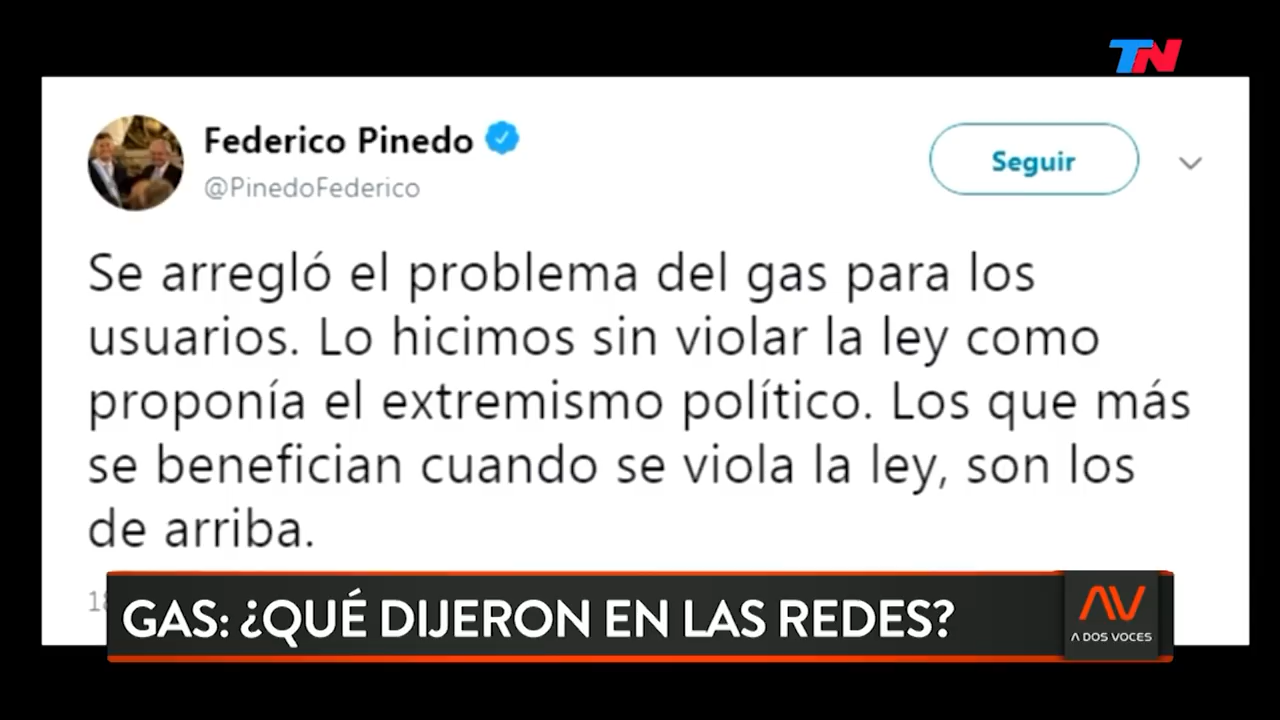 TN
Federico Pinedo
@PinedoFederico
Seguir
Se arregló el problema del gas para los
usuarios. Lo hicimos sin violar la ley como
proponía el extremismo político. Los que más
se benefician cuando se viola la ley, son los
de arriba.
GAS: ¿QUÉ DIJERON EN LAS REDES?
AV
A DOS VOCES